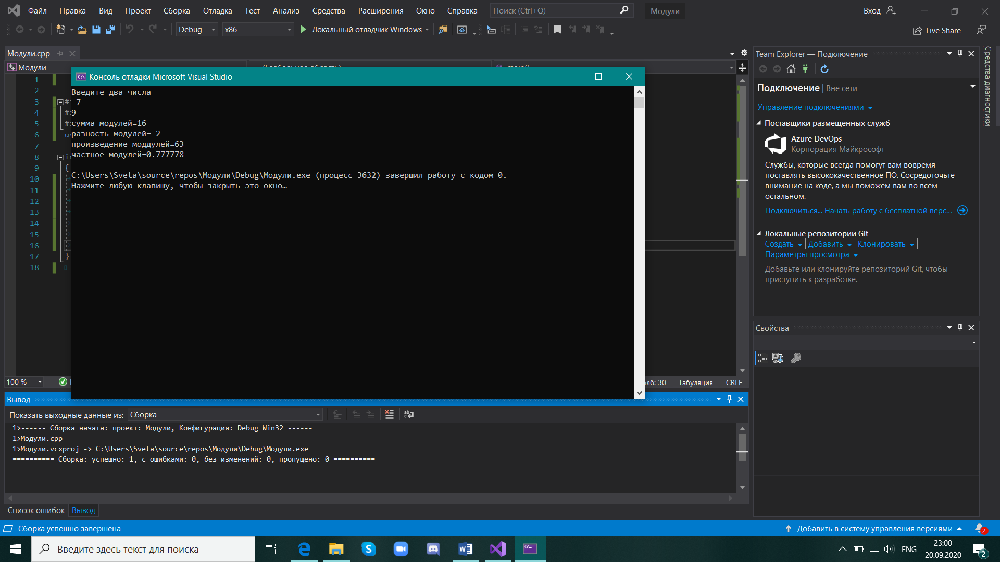 Файл Правка Вид Проект Сборка Отладка Тест Анализ Средства Расширения Окно Справка Поиск (Ctrl+Q) Модули Вход
Debug x86 Локальный отладчик Windows Live Share
Модули.cpp
Модули
Консоль отладки Microsoft Visual Studio
Введите два числа
-7
9
сумма модулей=16
разность модулей=-2
произведение моддулей=63
частное модулей=0.777778
C:\Users\Sveta\source\repos\Модули\Debug\Модули.exe (процесс 3632) завершил работу с кодом 0.
Нажмите любую клавишу, чтобы закрыть это окно…
1
2
3 #
4 #
5 #
6 us
7
8 in
9 {
10
11
12
13
14
15
16
17 }
18
100 %
: 30 Табуляция CRLF
Вывод
Показать выходные данные из: Сборка
1>------ Сборка начата: проект: Модули, Конфигурация: Debug Win32 ------
1>Модули.cpp
1>Модули.vcxproj -> C:\Users\Sveta\source\repos\Модули\Debug\Модули.exe
========== Сборка: успешно: 1, с ошибками: 0, без изменений: 0, пропущено: 0 ==========
Список ошибок Вывод
Team Explorer — Подключение
Подключение | Вне сети
Управление подключениями
Поставщики размещенных служб
Azure DevOps
Корпорация Майкрософт
Службы, которые всегда помогут вам вовремя
поставлять высококачественное ПО. Сосредоточьте
внимание на коде, а мы поможем вам во всем
остальном.
Подключиться... Начать работу с бесплатной верс...
Локальные репозитории Git
Создать Добавить Клонировать
Параметры просмотра
Добавьте или клонируйте репозиторий Git, чтобы
приступить к разработке.
Свойства
Средства диагностики
Сборка успешно завершена Добавить в систему управления версиями 2
Введите здесь текст для поиска
ENG
23:00
20.09.2020
2